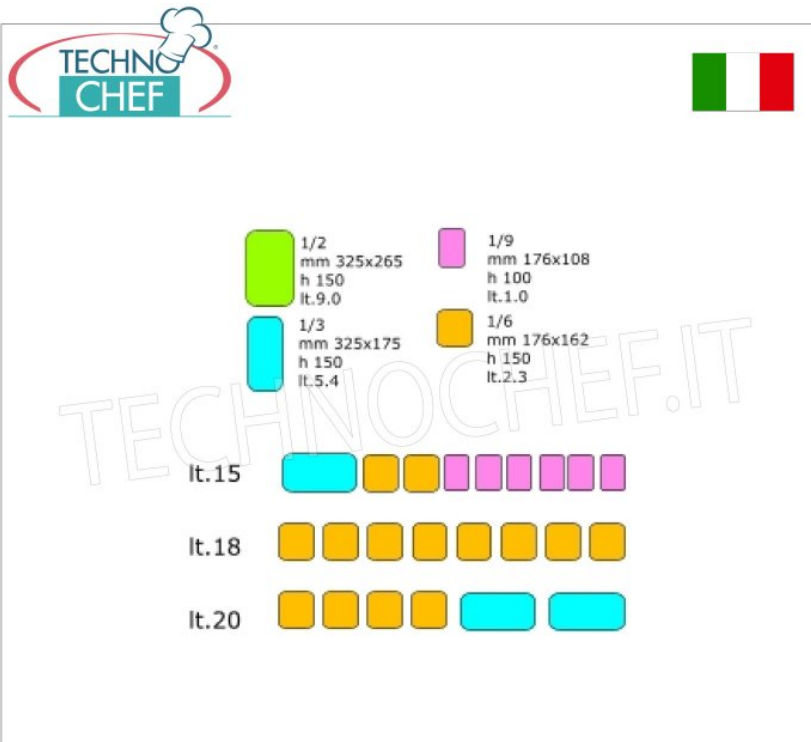 TECHNO
CHEF
1/2
mm 325x265
h 150
lt.9.0
1/9
mm 176x108
h 100
lt.1.0
1/3
mm 325x175
h 150
lt.5.4
1/6
mm 176x162
h 150
lt.2.3
TECHNOCHEF.IT
lt.15
lt.18
lt.20